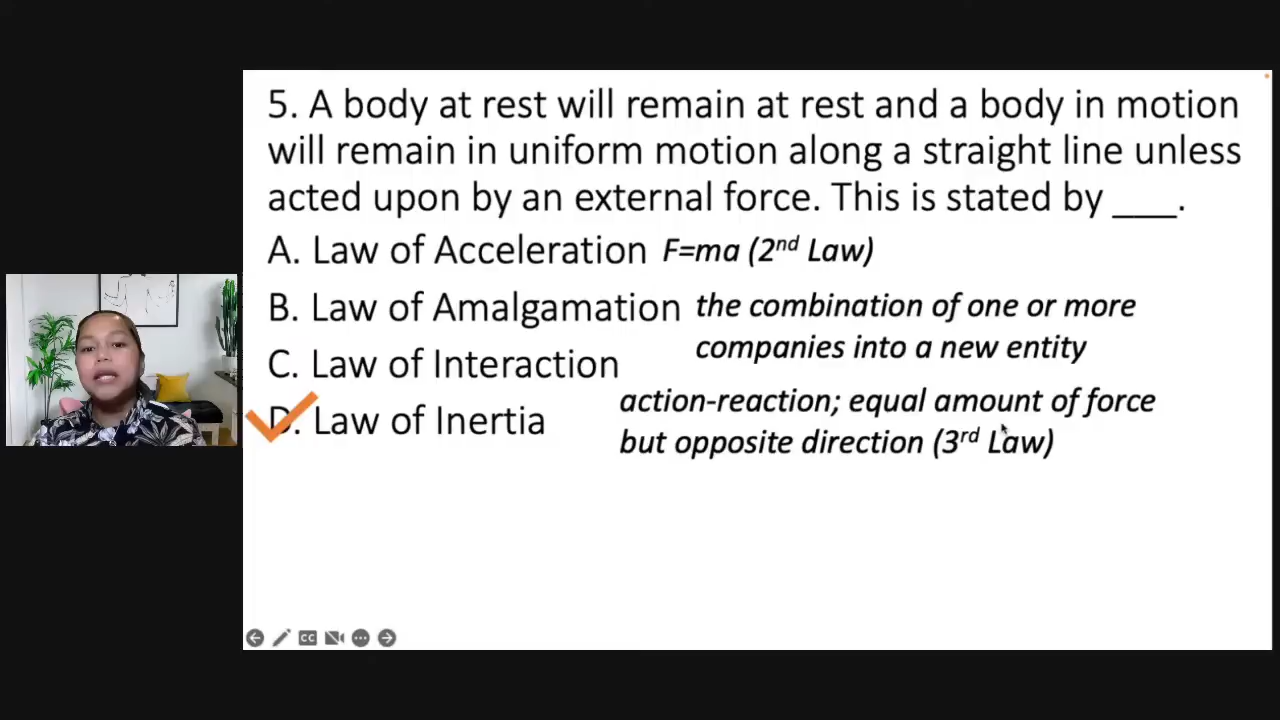 5. A body at rest will remain at rest and a body in motion
will remain in uniform motion along a straight line unless
acted upon by an external force. This is stated by ___.
A. Law of Acceleration F=ma (2nd Law)
B. Law of Amalgamation the combination of one or more
companies into a new entity
C. Law of Interaction
action-reaction; equal amount of force
D. Law of Inertia
but opposite direction (3rd Law)
CC